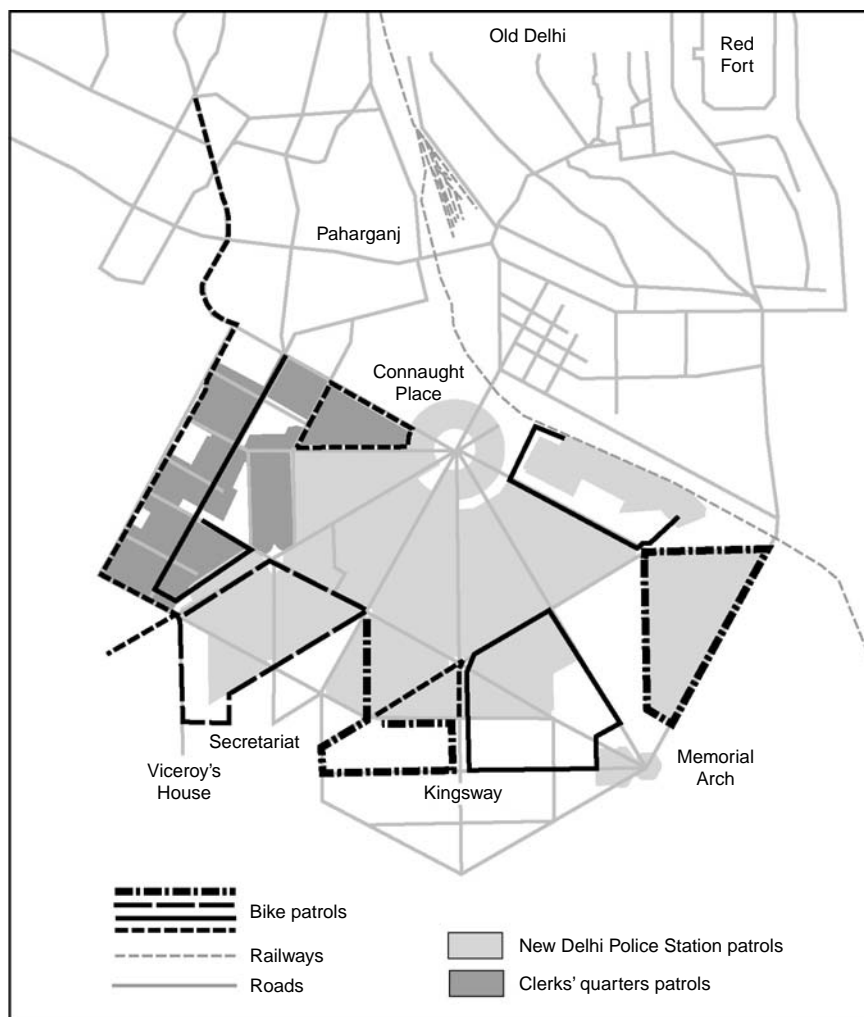 Old Delhi
Red
Fort
Paharganj
Connaught
Place
Secretariat
Viceroy's
House
Kingsway
Memorial
Arch
Bike patrols
Railways
Roads
New Delhi Police Station patrols
Clerks' quarters patrols